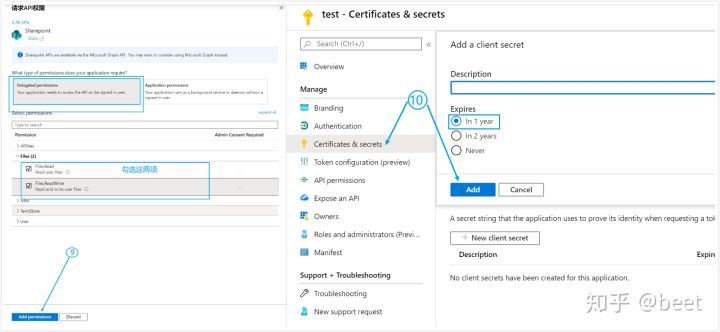 请求API权限
< All APIs
Sharepoint
Docs
Sharepoint APIs are available via the Microsoft Graph API. You may want to consider using Microsoft Graph instead.
What type of permissions does your application require?
Delegated permissions
Your application needs to access the API as the signed-in user.
Application permissions
Your application runs as a background service or daemon without a signed-in user.
Select permissions
expand all
Type to search
Permission
Admin Consent Required
AllSites
Files (2)
勾选这两项
Files.Read
Read user files
-
Files.ReadWrite
Read and write user files
-
TermStore
User
9
Add permissions
Discard
test - Certificates & secrets
Search (Ctrl+/)
«
Overview
Manage
Branding
Authentication
Certificates & secrets
Token configuration (preview)
API permissions
Expose an API
Owners
Roles and administrators (Previ...
Manifest
Support + Troubleshooting
Troubleshooting
New support request
10
Add a client secret
Description
Expires
In 1 year
In 2 years
Never
Add
Cancel
A secret string that the application uses to prove its identity when requesting a tok
+ New client secret
Description
Expire
No client secrets have been created for this application.
知乎 @beet